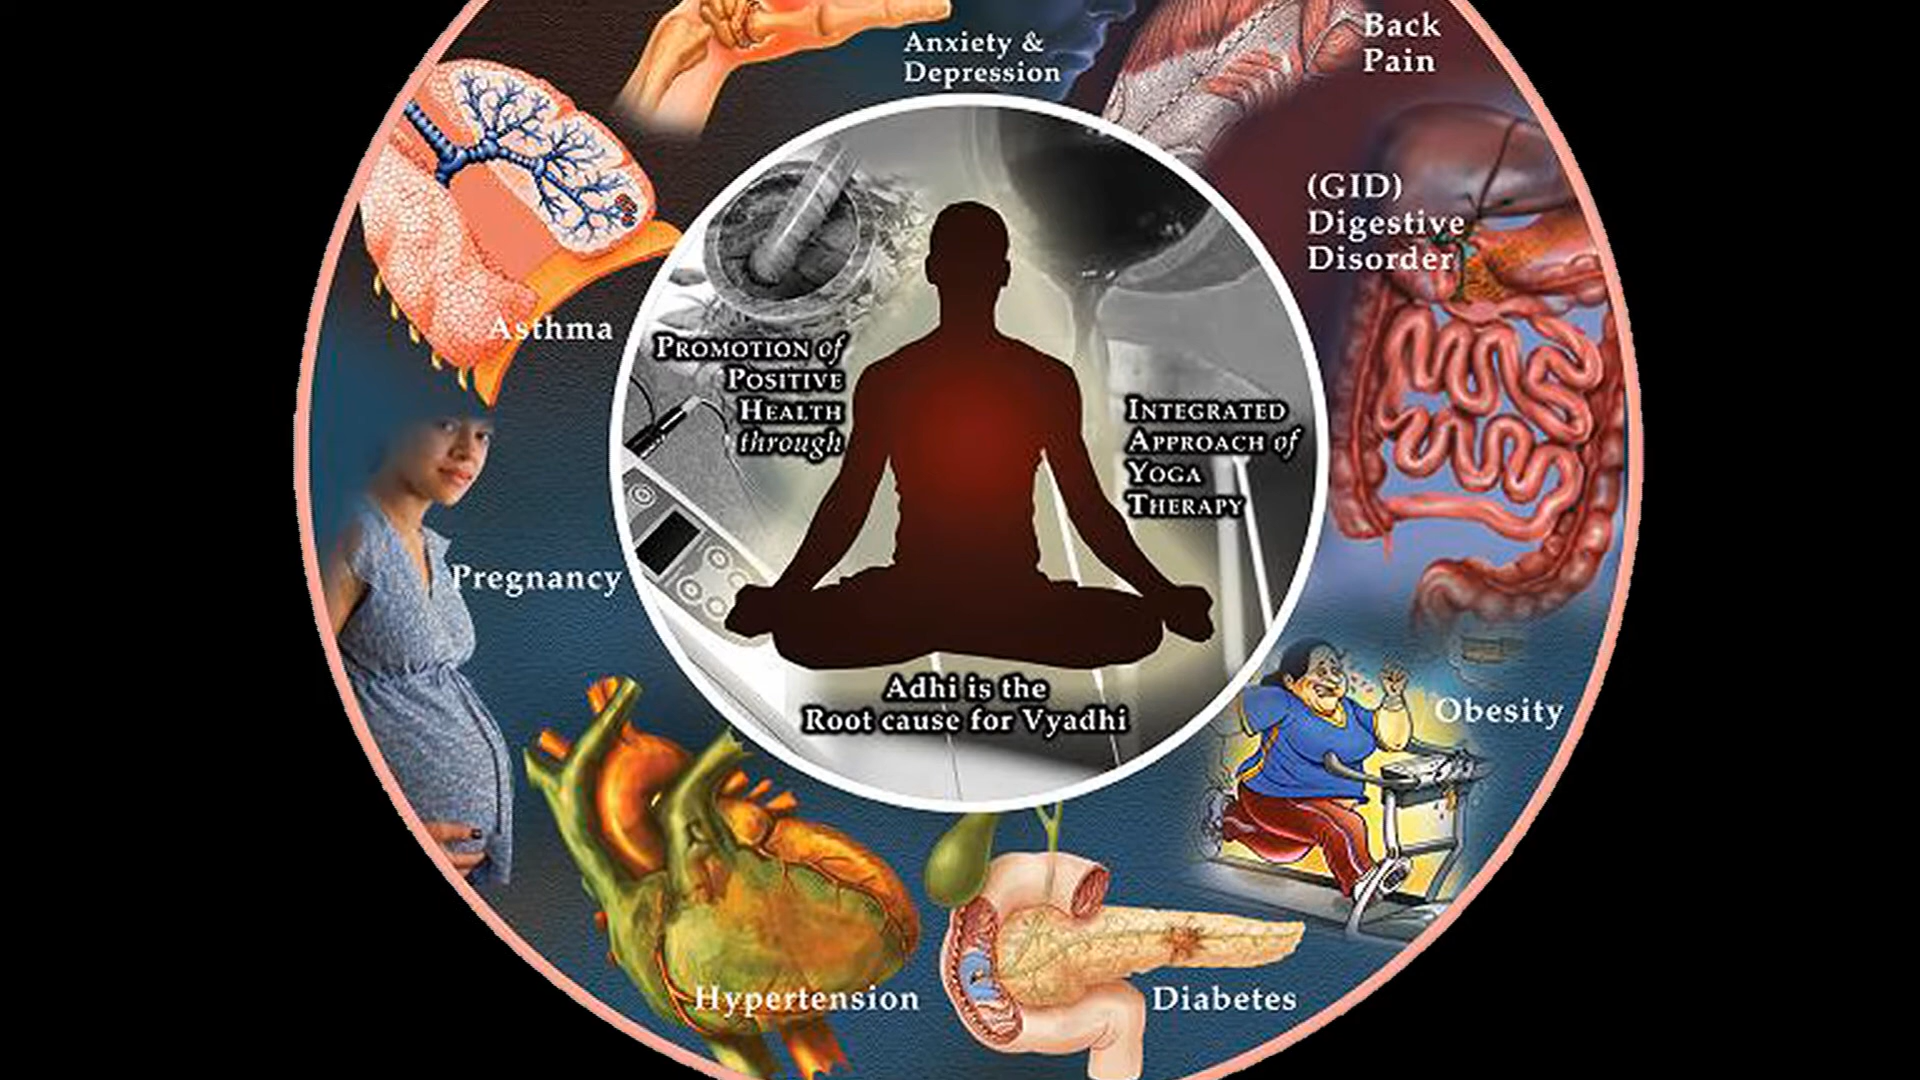 Anxiety &
Depression
Back
Pain
(GID)
Digestive
Disorder
Asthma
PROMOTION of
POSITIVE
HEALTH
through
INTEGRATED
APPROACH of
YOGA
THERAPY
Pregnancy
Adhi is the
Root cause for Vyadhi
Obesity
Hypertension
Diabetes